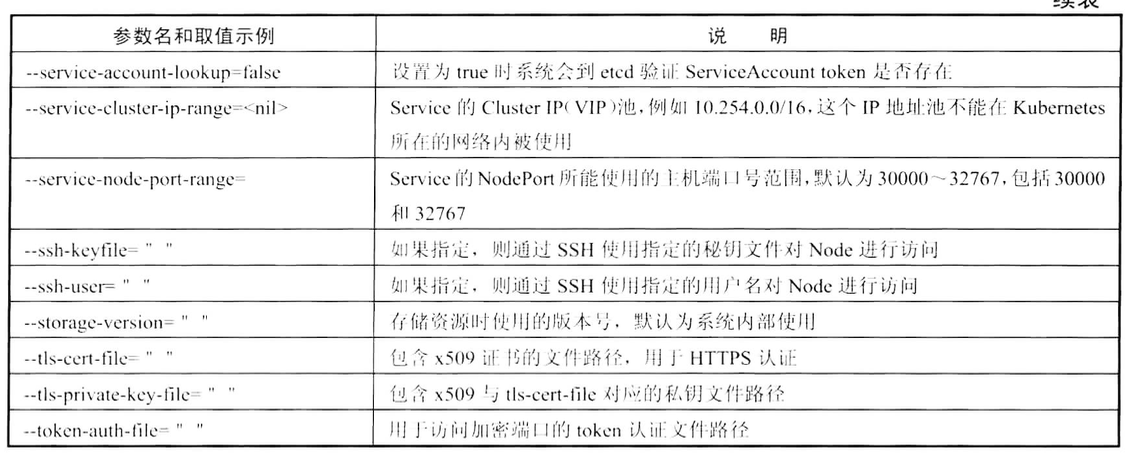 续表
参数名和取值示例 说 明
--service-account-lookup=false 设置为 true 时系统会到 etcd 验证 ServiceAccount token 是否存在
--service-cluster-ip-range=<nil> Service 的 Cluster IP(VIP)池,例如 10.254.0.0/16,这个 IP 地址池不能在 Kubernetes
所在的网络内被使用
--service-node-port-range= Service 的 NodePort 所能使用的主机端口号范围,默认为 30000~32767,包括 30000
和 32767
--ssh-keyfile= " " 如果指定，则通过 SSH 使用指定的秘钥文件对 Node 进行访问
--ssh-user= " " 如果指定，则通过 SSH 使用指定的用户名对 Node 进行访问
--storage-version= " " 存储资源时使用的版本号，默认为系统内部使用
--tls-cert-file= " " 包含 x509 证书的文件路径，用于 HTTPS 认证
--tls-private-key-file= " " 包含 x509 与 tls-cert-file 对应的私钥文件路径
--token-auth-file= " " 用于访问加密端口的 token 认证文件路径